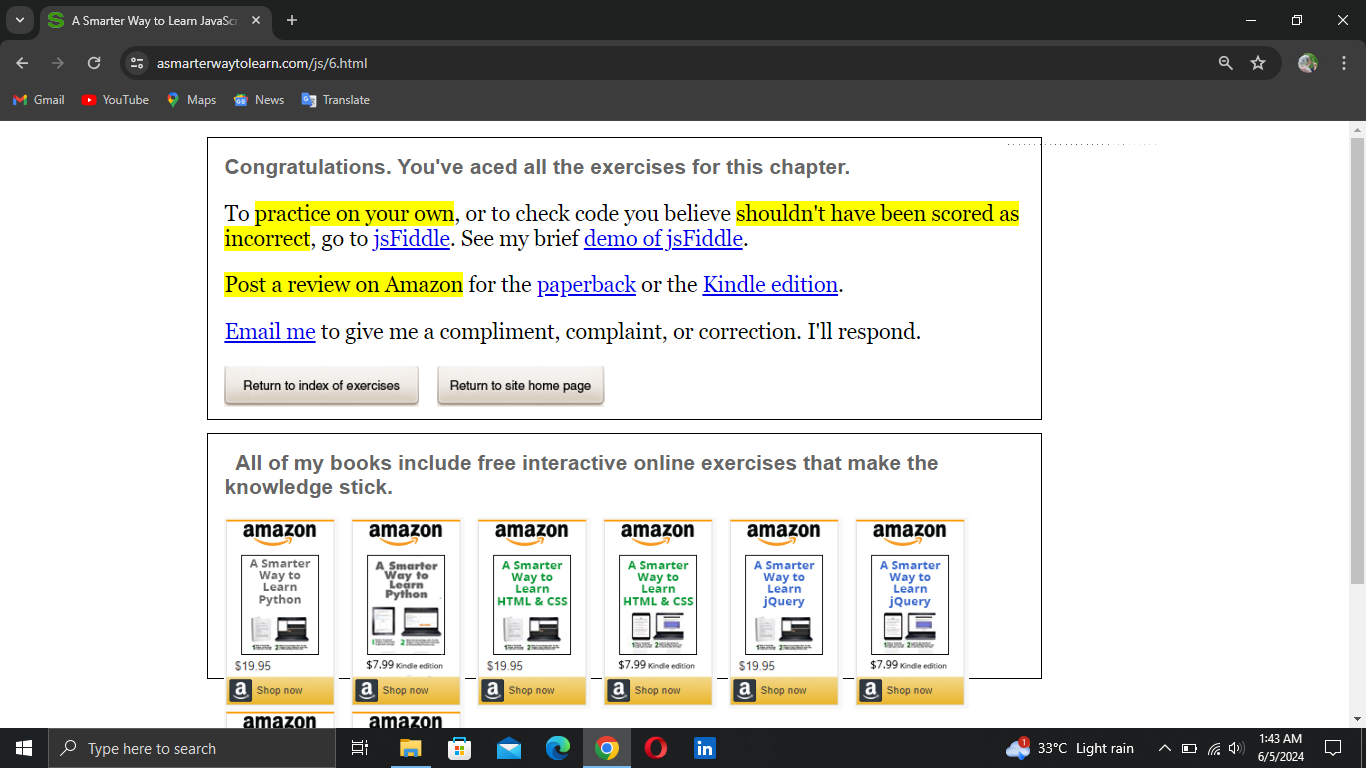 A Smarter Way to Learn JavaScr
asmarterwaytolearn.com/js/6.html
Gmail YouTube Maps News Translate
Congratulations. You've aced all the exercises for this chapter.
To practice on your own, or to check code you believe shouldn't have been scored as
incorrect, go to jsFiddle. See my brief demo of jsFiddle.
Post a review on Amazon for the paperback or the Kindle edition.
Email me to give me a compliment, complaint, or correction. I'll respond.
Return to index of exercises Return to site home page
All of my books include free interactive online exercises that make the
knowledge stick.
amazon amazon amazon amazon amazon amazon
A Smarter A Smarter A Smarter A Smarter A Smarter A Smarter
Way to Way to Way to Way to Way to Way to
Learn Learn Learn Learn Learn Learn
Python Python HTML & CSS HTML & CSS jQuery jQuery
$19.95 $7.99 Kindle edition $19.95 $7.99 Kindle edition $19.95 $7.99 Kindle edition
a Shop now a Shop now a Shop now a Shop now a Shop now a Shop now
amazon amazon
Type here to search
in
1
33°C Light rain
1:43 AM
6/5/2024